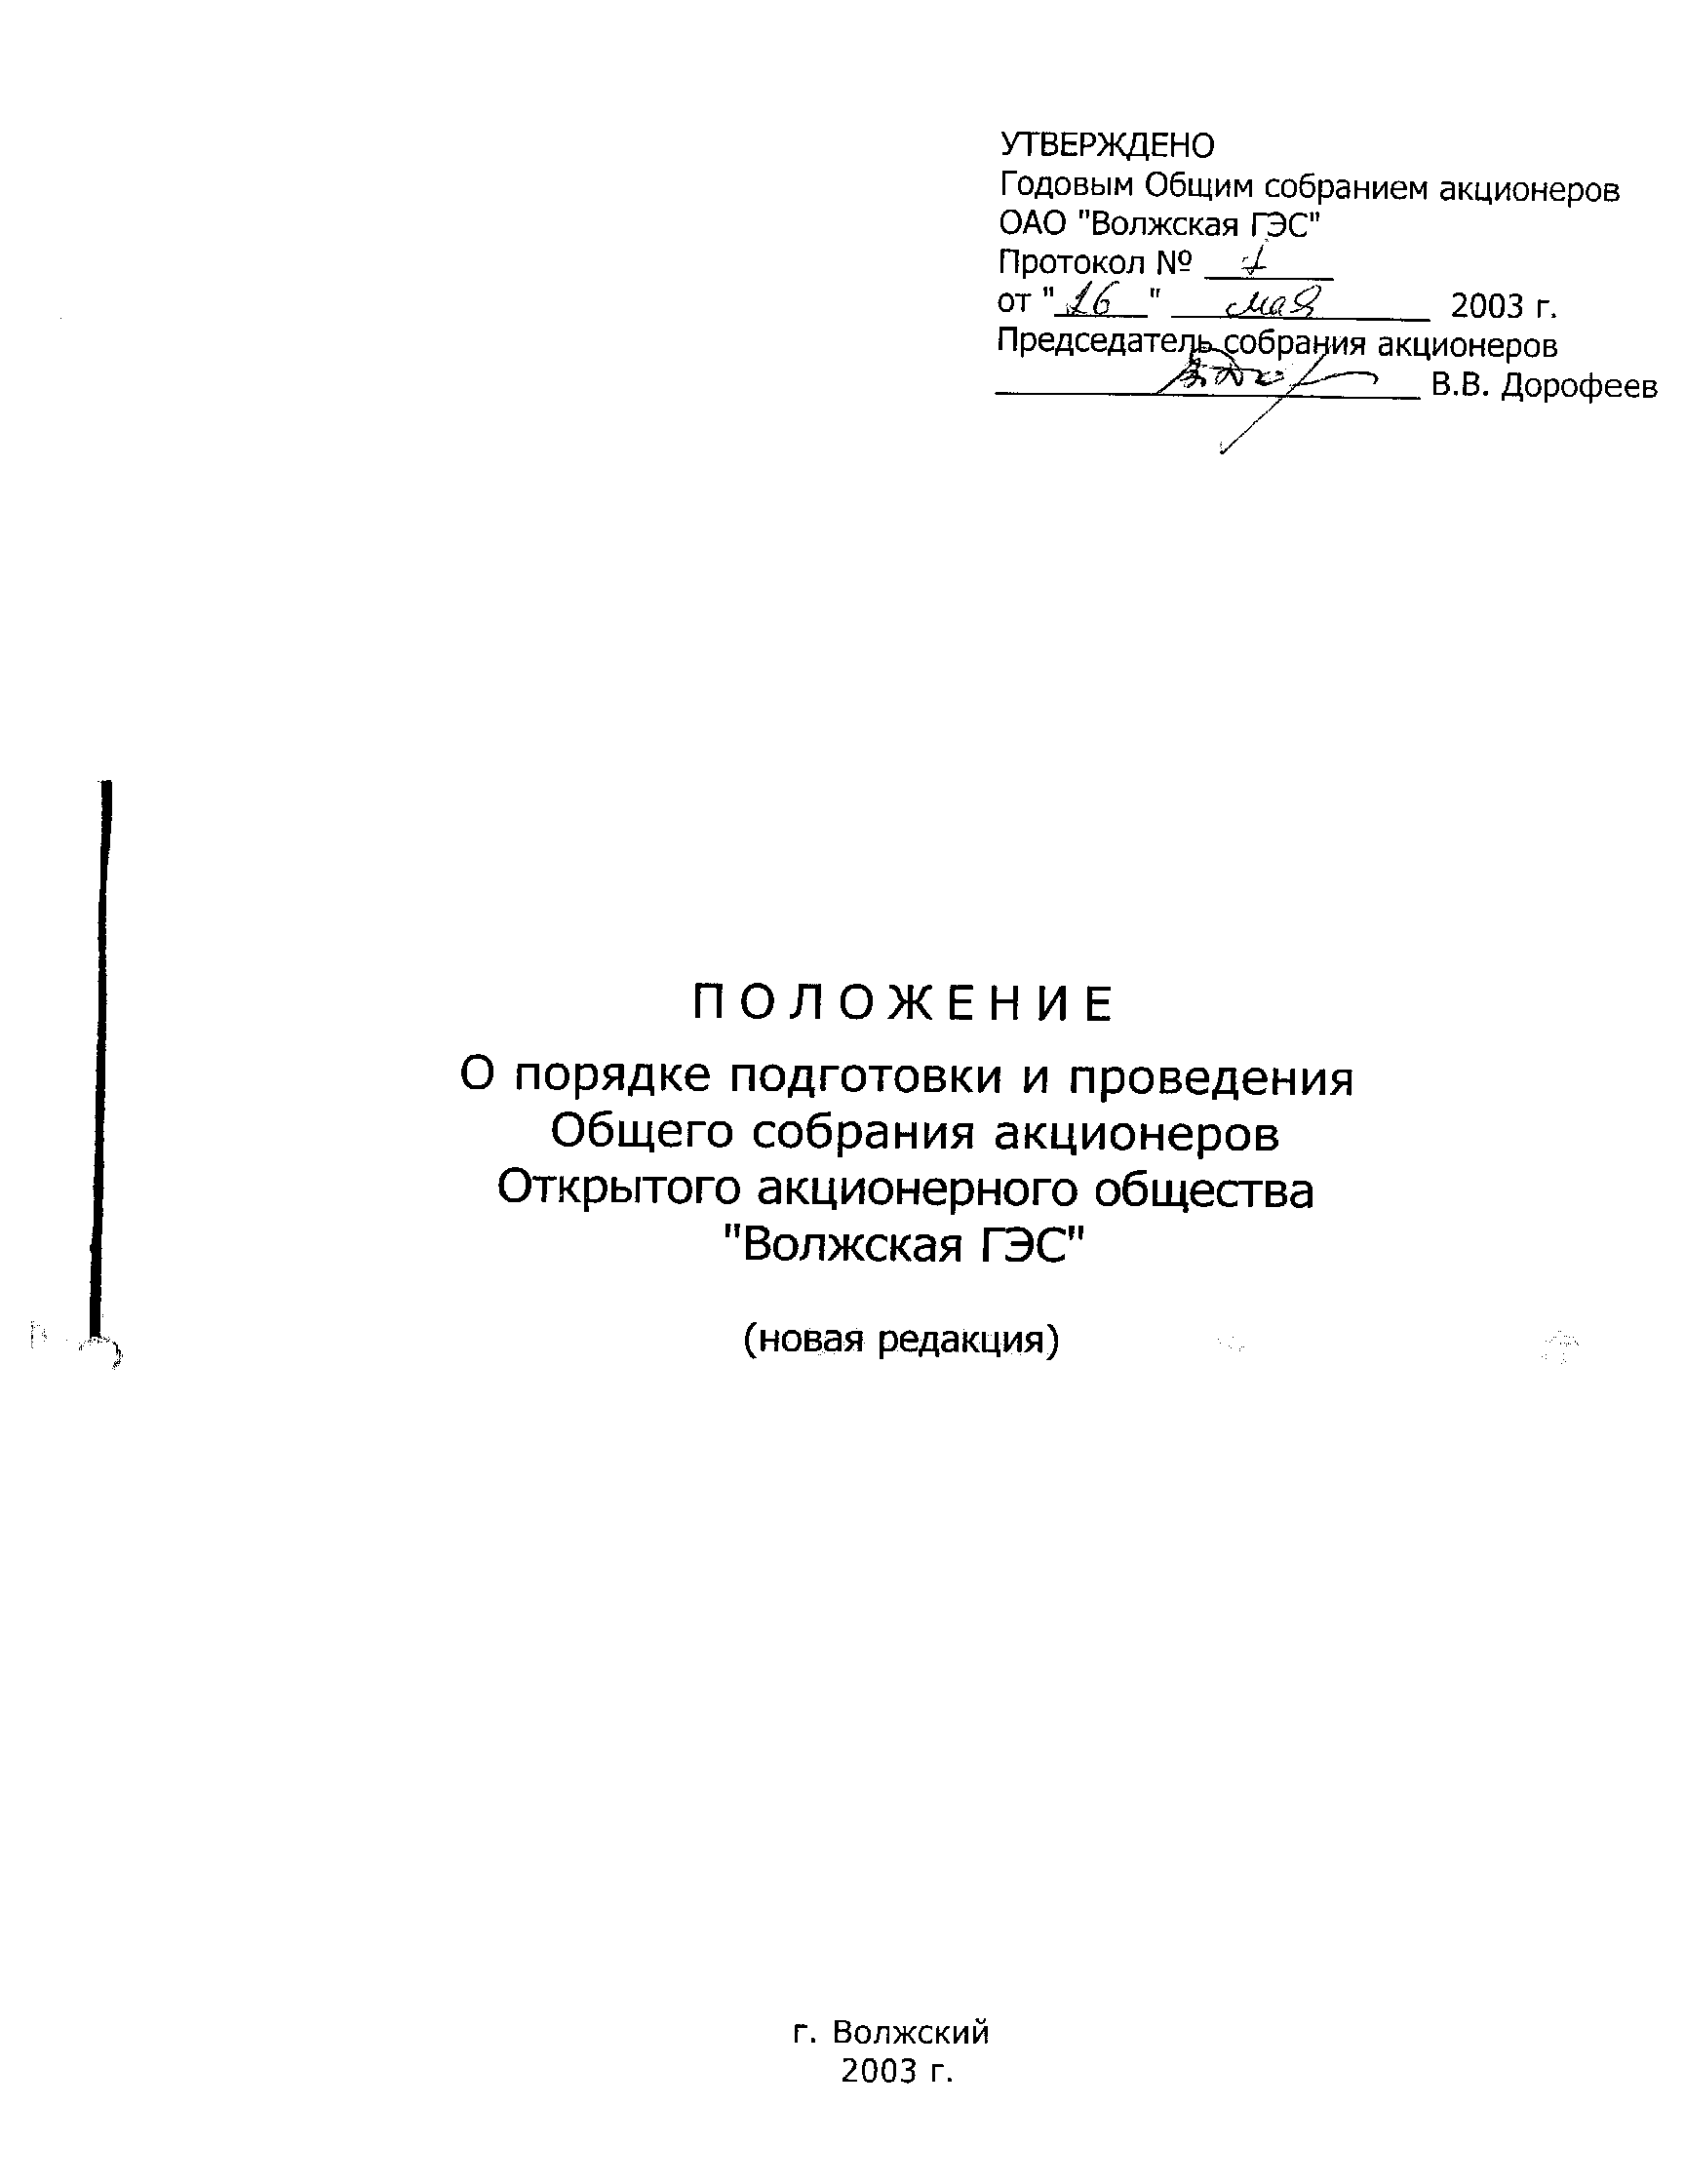 УТВЕРЖДЕНО
Годовым Общим собранием акционеров
ОАО "Волжская ГЭС"
Протокол № 1
от "16" мая 2003 г.
Председатель собрания акционеров
В.В. Дорофеев
ПОЛОЖЕНИЕ
О порядке подготовки и проведения
Общего собрания акционеров
Открытого акционерного общества
"Волжская ГЭС"
(новая редакция)
г. Волжский
2003 г.